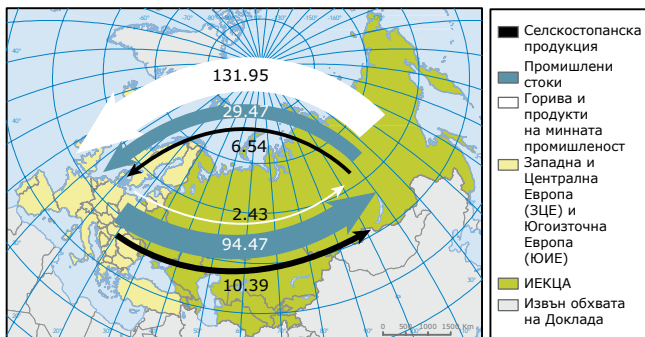 131.95
29.47
6.54
2.43
94.47
10.39
0 500 1000 1500 Km
Селскостопанска
продукция
Промишлени
стоки
Горива и
продукти
на минната
промишленост
Западна и
Централна
Европа
(ЗЦЕ) и
Югоизточна
Европа
(ЮИЕ)
ИЕКЦА
Извън обхвата
на Доклада